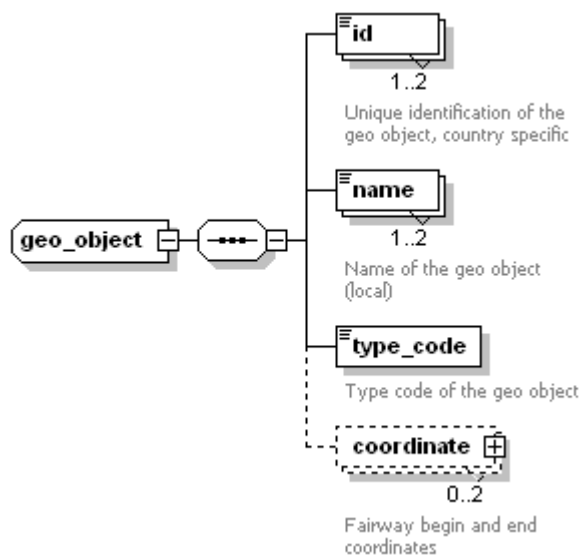 id
1..2
Unique identification of the
geo object, country specific
geo_object
name
1..2
Name of the geo object
(local)
type_code
Type code of the geo object
coordinate
0..2
Fairway begin and end
coordinates